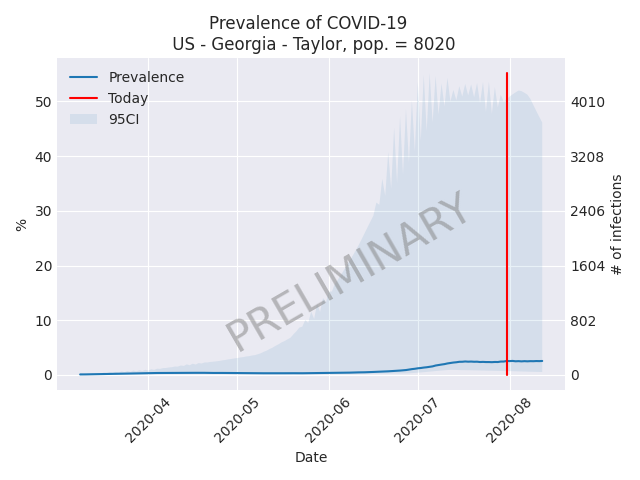 Prevalence of COVID-19
US - Georgia - Taylor, pop. = 8020
Prevalence
Today
95CI
50
40
30
20
10
0
%
4010
3208
2406
1604
802
0
# of infections
PRELIMINARY
2020-04
2020-05
2020-06
2020-07
2020-08
Date